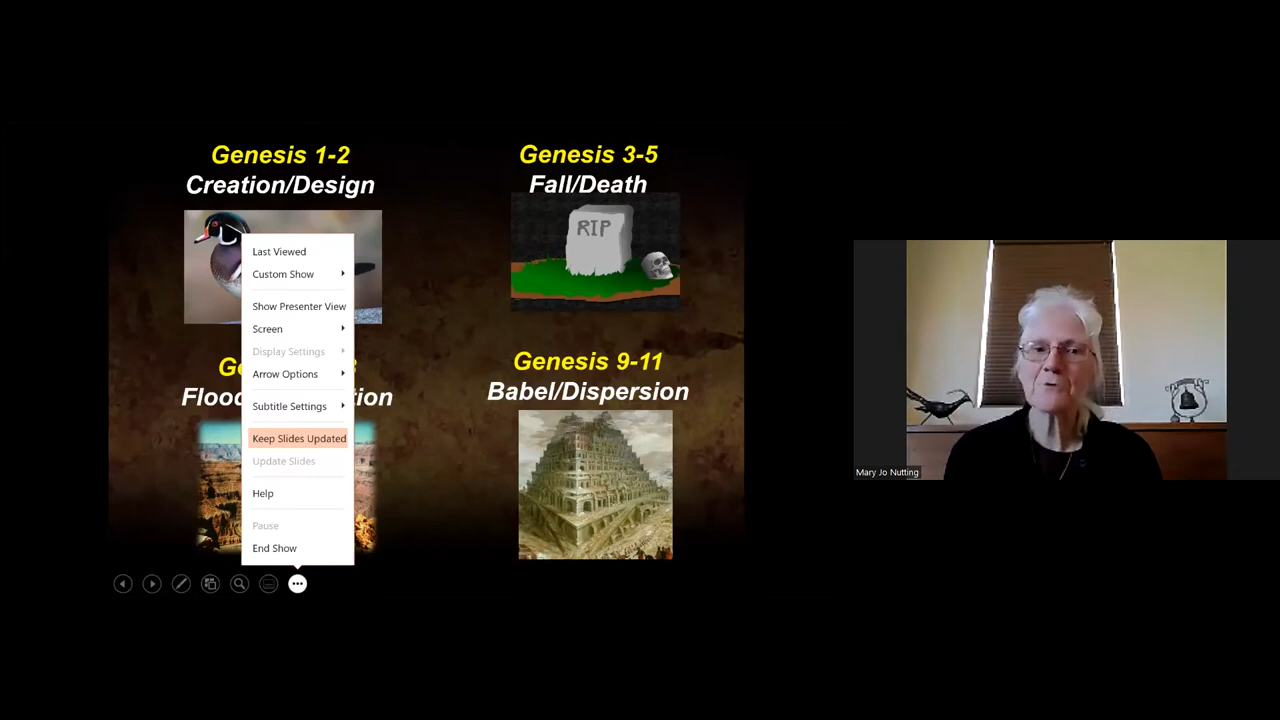 Genesis 1-2
Creation/Design
Genesis 3-5
Fall/Death
RIP
Last Viewed
Custom Show
Show Presenter View
Screen
Display Settings
Arrow Options
Subtitle Settings
Keep Slides Updated
Update Slides
Help
Pause
End Show
Genesis 9-11
Babel/Dispersion
Mary Jo Nutting